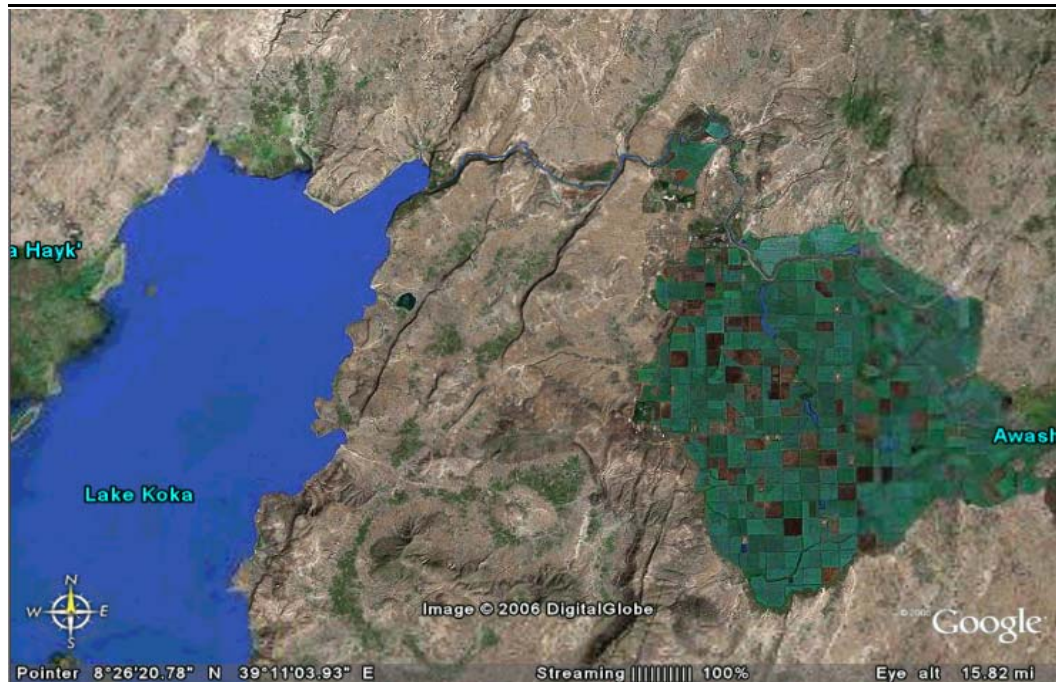 a Hayk'
Awash
Lake Koka
N
W E
S
Image © 2006 DigitalGlobe
© 2006 Google
Pointer 8°26'20.78" N 39°11'03.93" E Streaming |||||||||| 100% Eye alt 15.82 mi